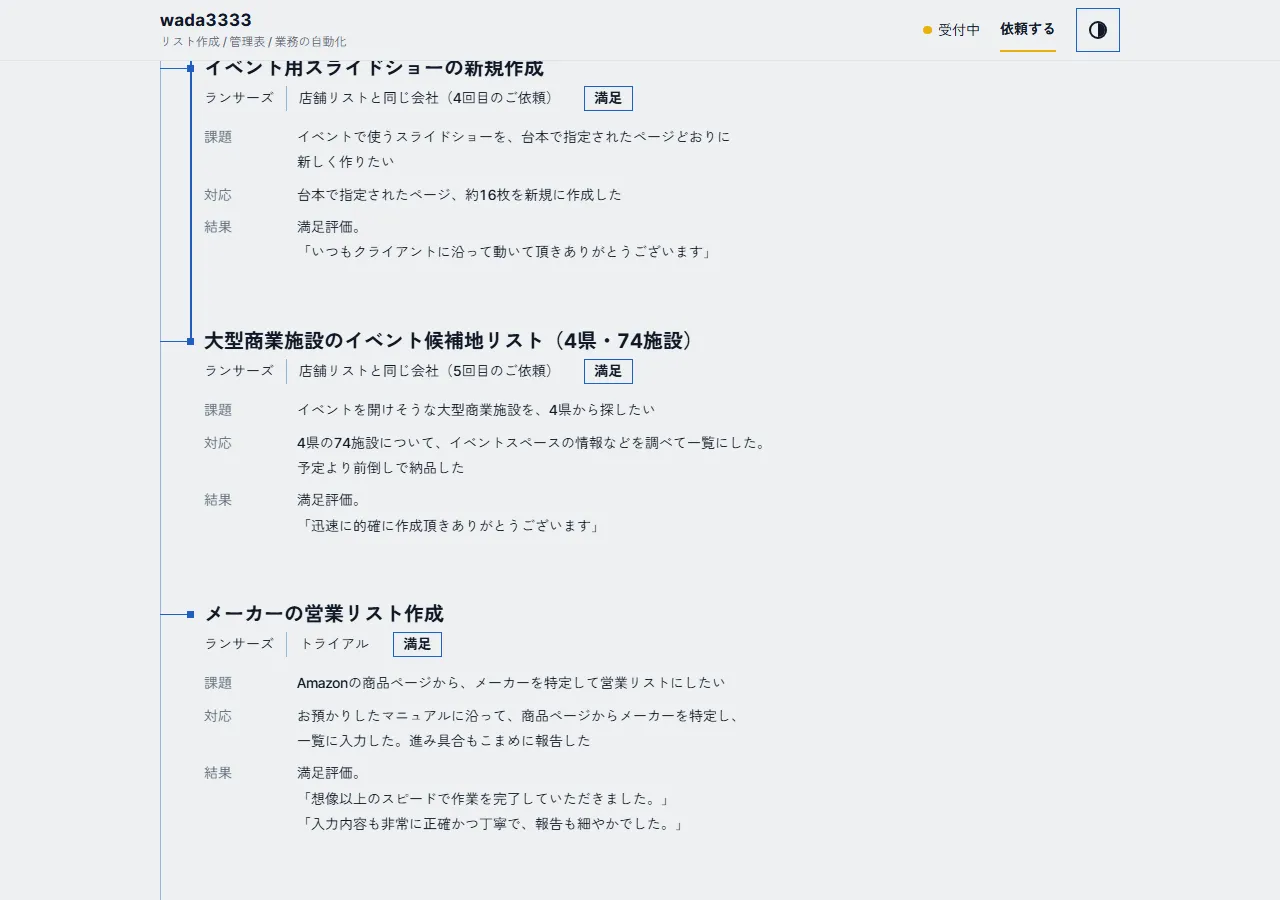 wada3333
リスト作成 / 管理表 / 業務の自動化
受付中
依頼する
イベント用スライドショーの新規作成
ランサーズ 店舗リストと同じ会社（4回目のご依頼） 満足
課題 イベントで使うスライドショーを、台本で指定されたページどおりに
新しく作りたい
対応 台本で指定されたページ、約16枚を新規に作成した
結果 満足評価。
「いつもクライアントに沿って動いて頂きありがとうございます」
大型商業施設のイベント候補地リスト（4県・74施設）
ランサーズ 店舗リストと同じ会社（5回目のご依頼） 満足
課題 イベントを開けそうな大型商業施設を、4県から探したい
対応 4県の74施設について、イベントスペースの情報などを調べて一覧にした。
予定より前倒しで納品した
結果 満足評価。
「迅速に的確に作成頂きありがとうございます」
メーカーの営業リスト作成
ランサーズ トライアル 満足
課題 Amazonの商品ページから、メーカーを特定して営業リストにしたい
対応 お預かりしたマニュアルに沿って、商品ページからメーカーを特定し、
一覧に入力した。進み具合もこまめに報告した
結果 満足評価。
「想像以上のスピードで作業を完了していただきました。」
「入力内容も非常に正確かつ丁寧で、報告も細やかでした。」